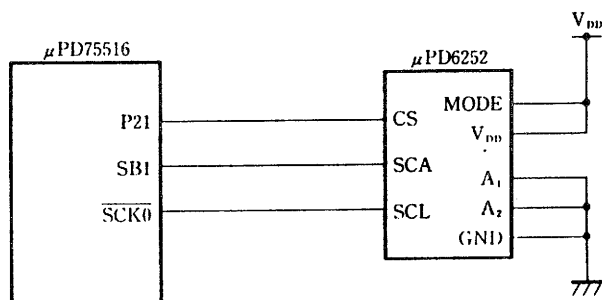 V_DD
μPD75516
μPD6252
P21
CS
MODE
V_DD
SB1
SCA
A₁
SCK0
SCL
A₂
GND